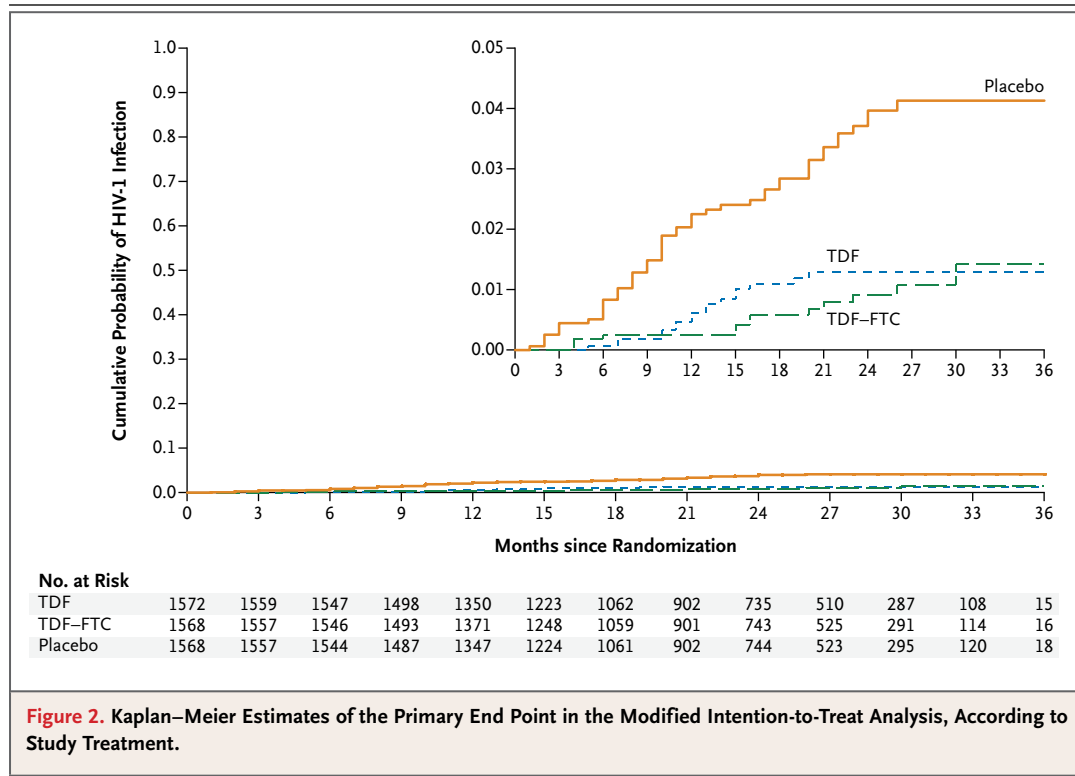 1.0
0.9
0.8
0.7
0.6
0.5
0.4
0.3
0.2
0.1
0.0
Cumulative Probability of HIV-1 Infection
0 3 6 9 12 15 18 21 24 27 30 33 36
Months since Randomization
0.05
0.04
0.03
0.02
0.01
0.00
0 3 6 9 12 15 18 21 24 27 30 33 36
Placebo
TDF
TDF–FTC
No. at Risk
TDF 1572 1559 1547 1498 1350 1223 1062 902 735 510 287 108 15
TDF–FTC 1568 1557 1546 1493 1371 1248 1059 901 743 525 291 114 16
Placebo 1568 1557 1544 1487 1347 1224 1061 902 744 523 295 120 18
Figure 2. Kaplan–Meier Estimates of the Primary End Point in the Modified Intention-to-Treat Analysis, According to
Study Treatment.